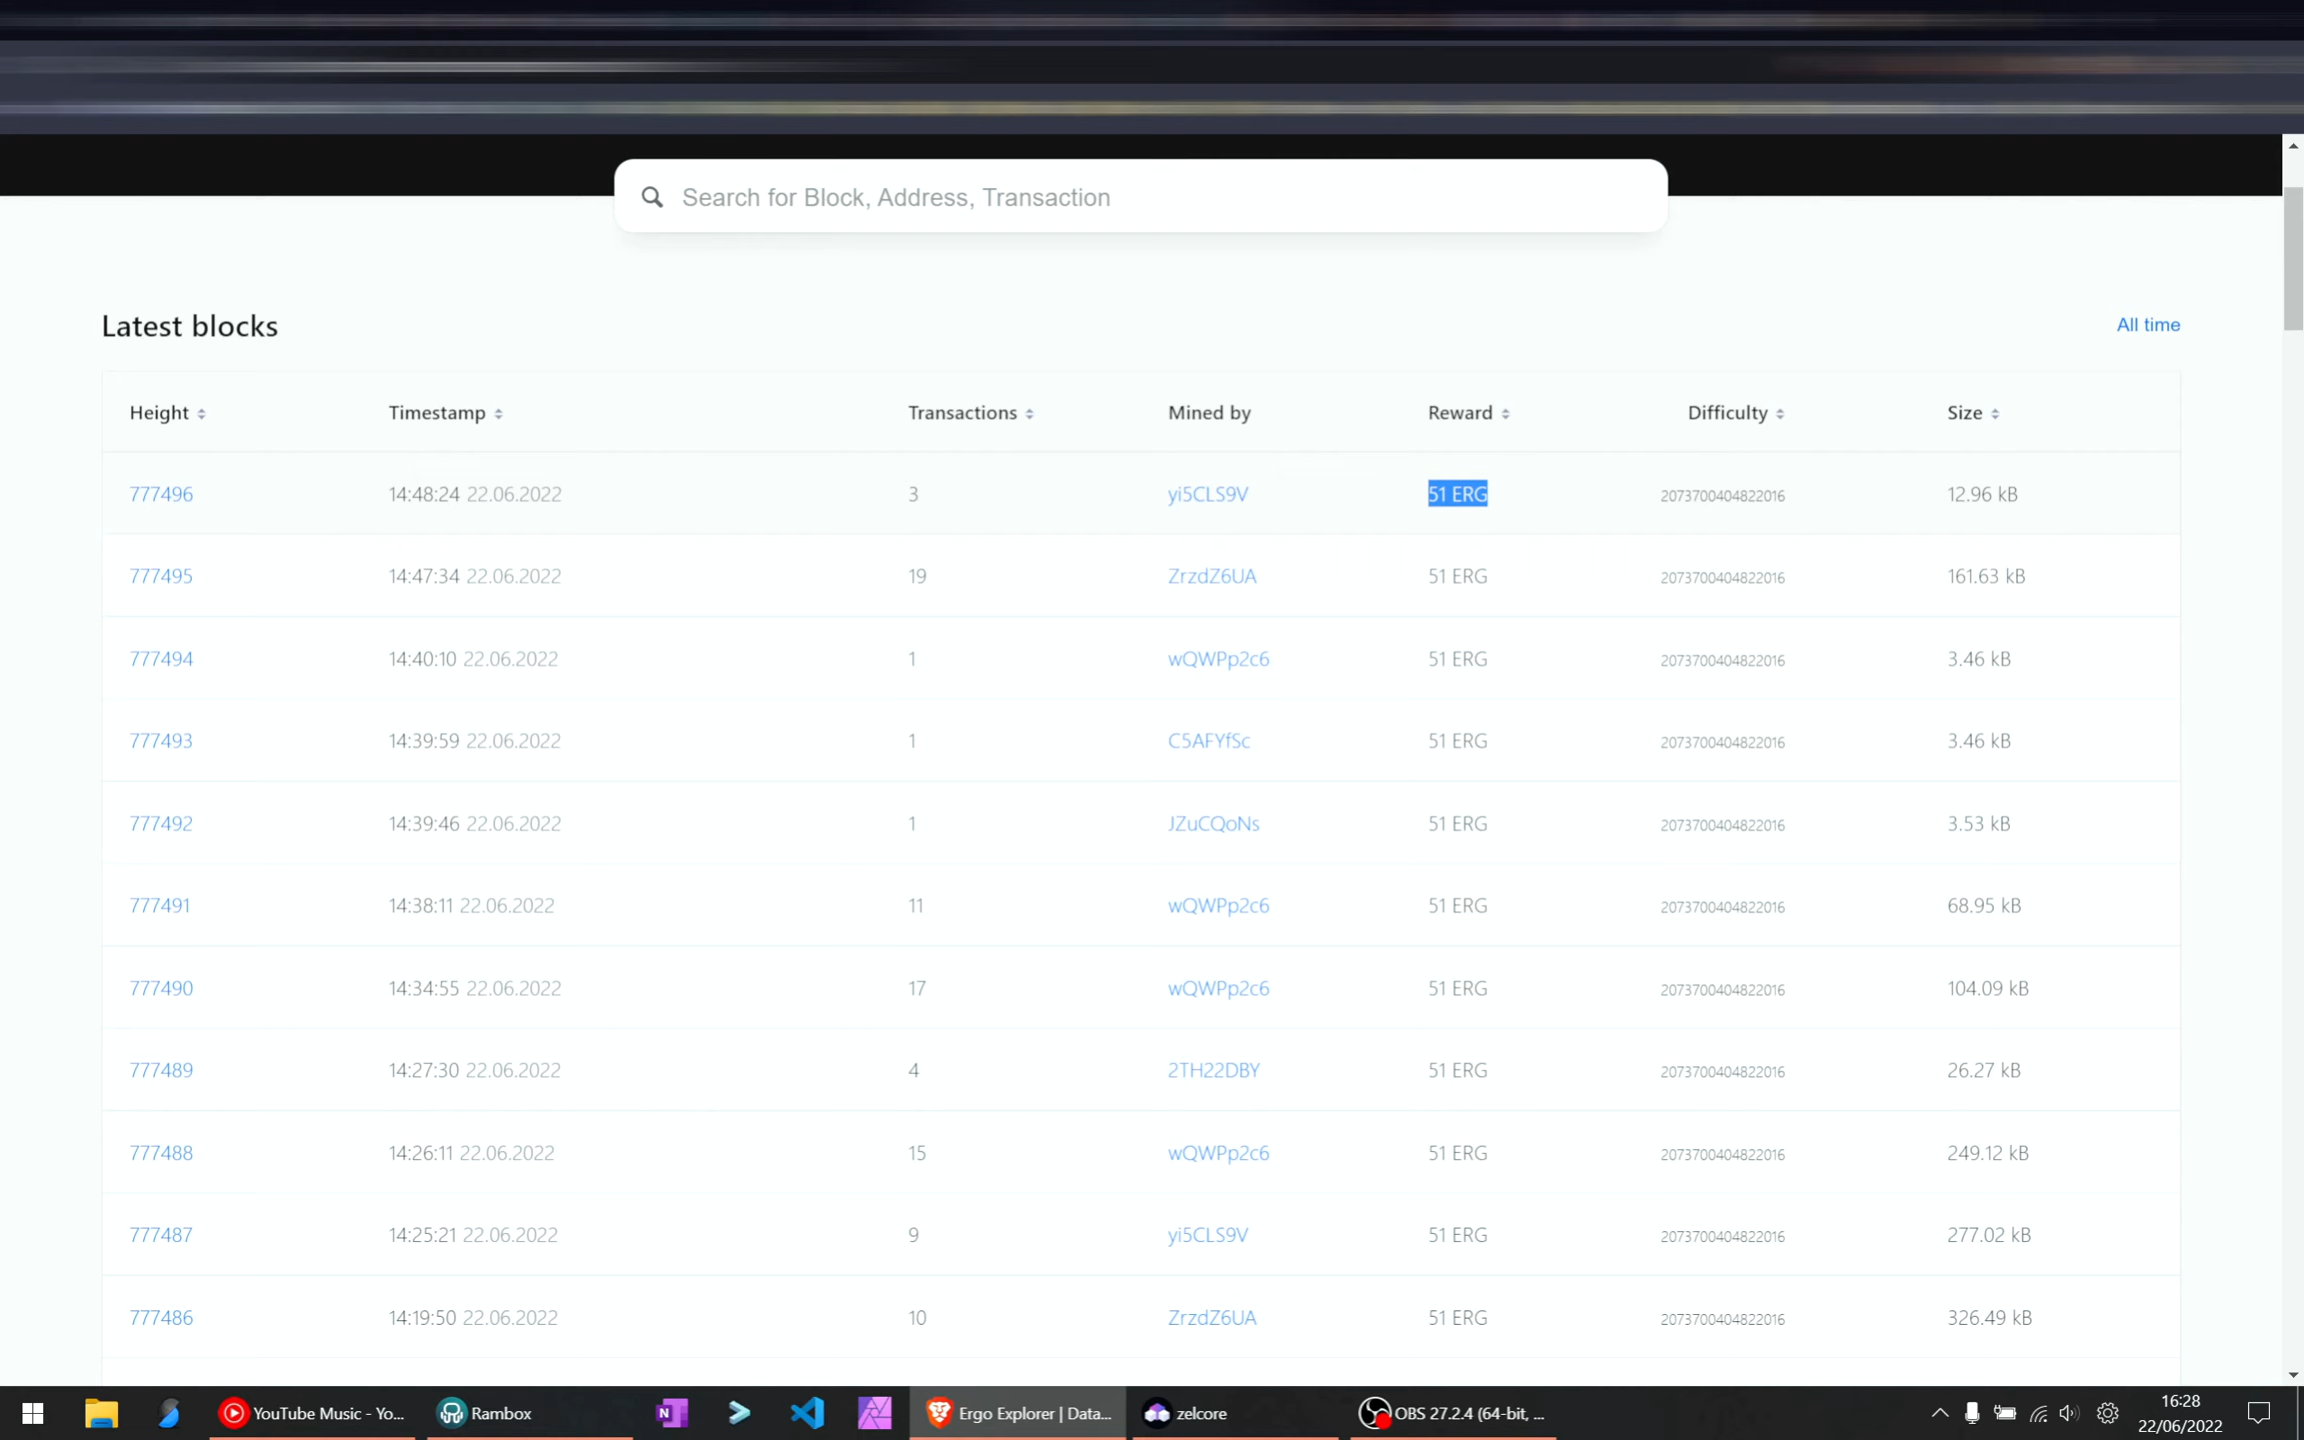 Search for Block, Address, Transaction
Latest blocks
All time
Height Timestamp Transactions Mined by Reward Difficulty Size
777496 14:48:24 22.06.2022 3 yi5CLS9V 51 ERG 2073700404822016 12.96 kB
777495 14:47:34 22.06.2022 19 ZrzdZ6UA 51 ERG 2073700404822016 161.63 kB
777494 14:40:10 22.06.2022 1 wQWPp2c6 51 ERG 2073700404822016 3.46 kB
777493 14:39:59 22.06.2022 1 C5AFYfSc 51 ERG 2073700404822016 3.46 kB
777492 14:39:46 22.06.2022 1 JZuCQoNs 51 ERG 2073700404822016 3.53 kB
777491 14:38:11 22.06.2022 11 wQWPp2c6 51 ERG 2073700404822016 68.95 kB
777490 14:34:55 22.06.2022 17 wQWPp2c6 51 ERG 2073700404822016 104.09 kB
777489 14:27:30 22.06.2022 4 2TH22DBY 51 ERG 2073700404822016 26.27 kB
777488 14:26:11 22.06.2022 15 wQWPp2c6 51 ERG 2073700404822016 249.12 kB
777487 14:25:21 22.06.2022 9 yi5CLS9V 51 ERG 2073700404822016 277.02 kB
777486 14:19:50 22.06.2022 10 ZrzdZ6UA 51 ERG 2073700404822016 326.49 kB
YouTube Music - Yo... Rambox N Ergo Explorer | Data... zelcore OBS 27.2.4 (64-bit, ... 16:28
22/06/2022